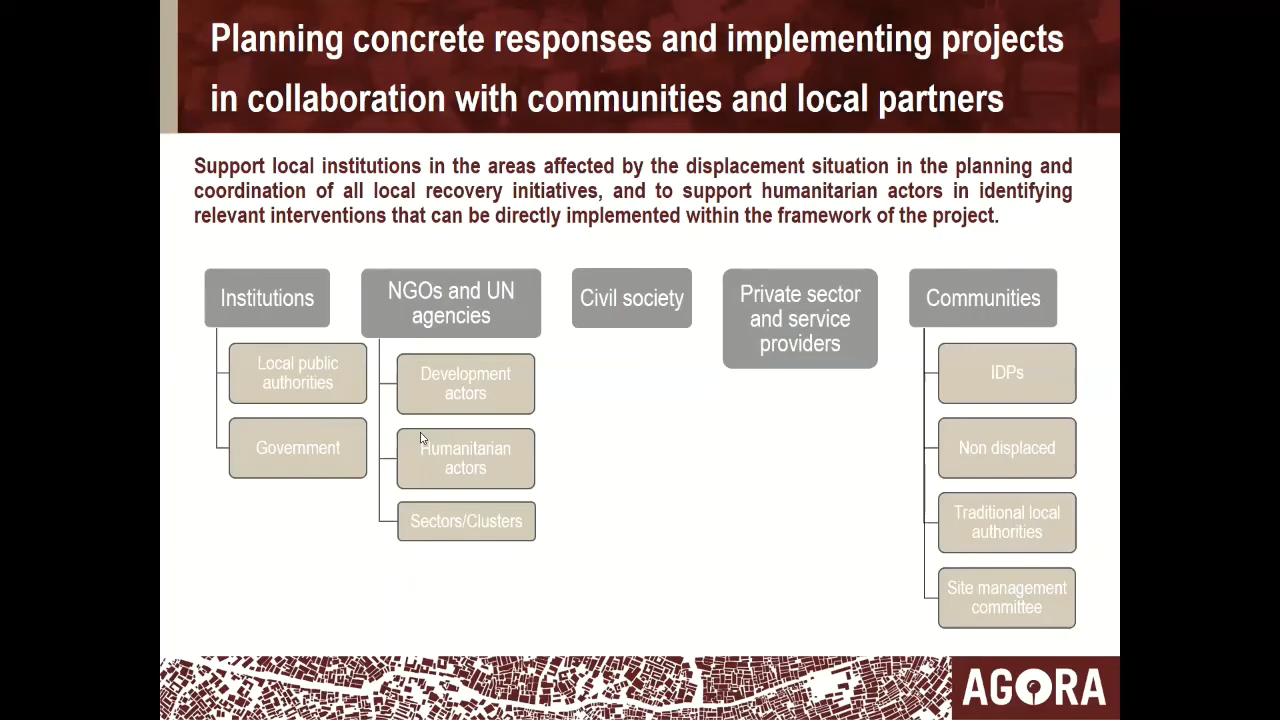 Planning concrete responses and implementing projects
in collaboration with communities and local partners
Support local institutions in the areas affected by the displacement situation in the planning and
coordination of all local recovery initiatives, and to support humanitarian actors in identifying
relevant interventions that can be directly implemented within the framework of the project.
Institutions
Local public
authorities
Government
NGOs and UN
agencies
Development
actors
Humanitarian
actors
Sectors/Clusters
Civil society
Private sector
and service
providers
Communities
IDPs
Non displaced
Traditional local
authorities
Site management
committee
AGORA